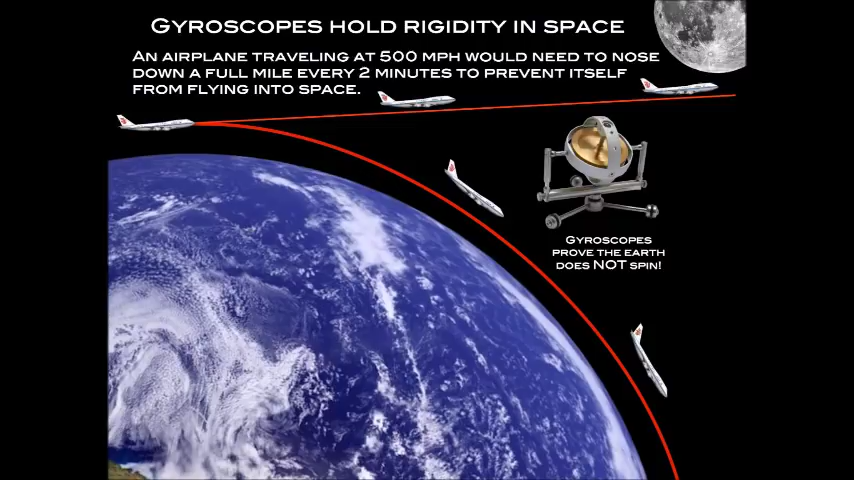 Gyroscopes hold rigidity in space
An airplane traveling at 500 mph would need to nose
down a full mile every 2 minutes to prevent itself
from flying into space.
Gyroscopes
prove the earth
does NOT spin!